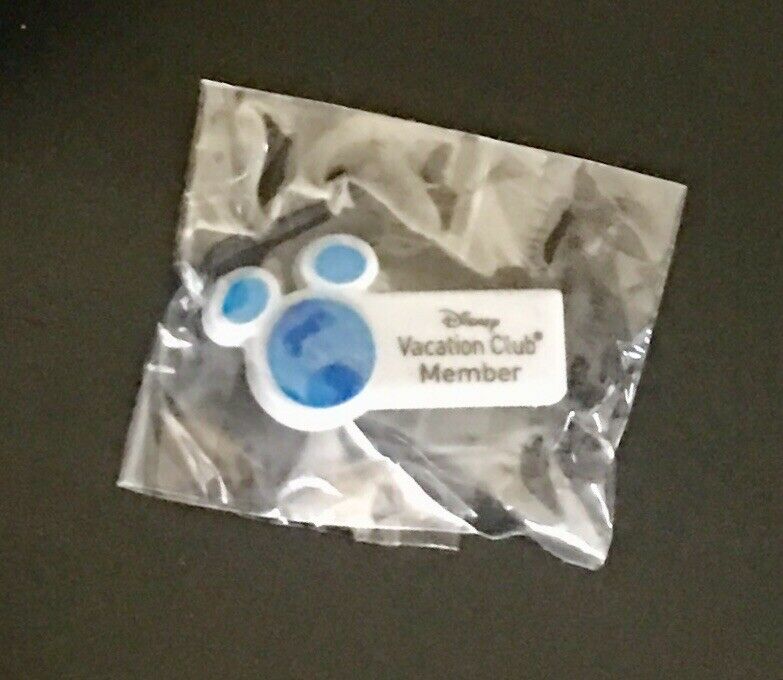 Disney
Vacation Club®
Member